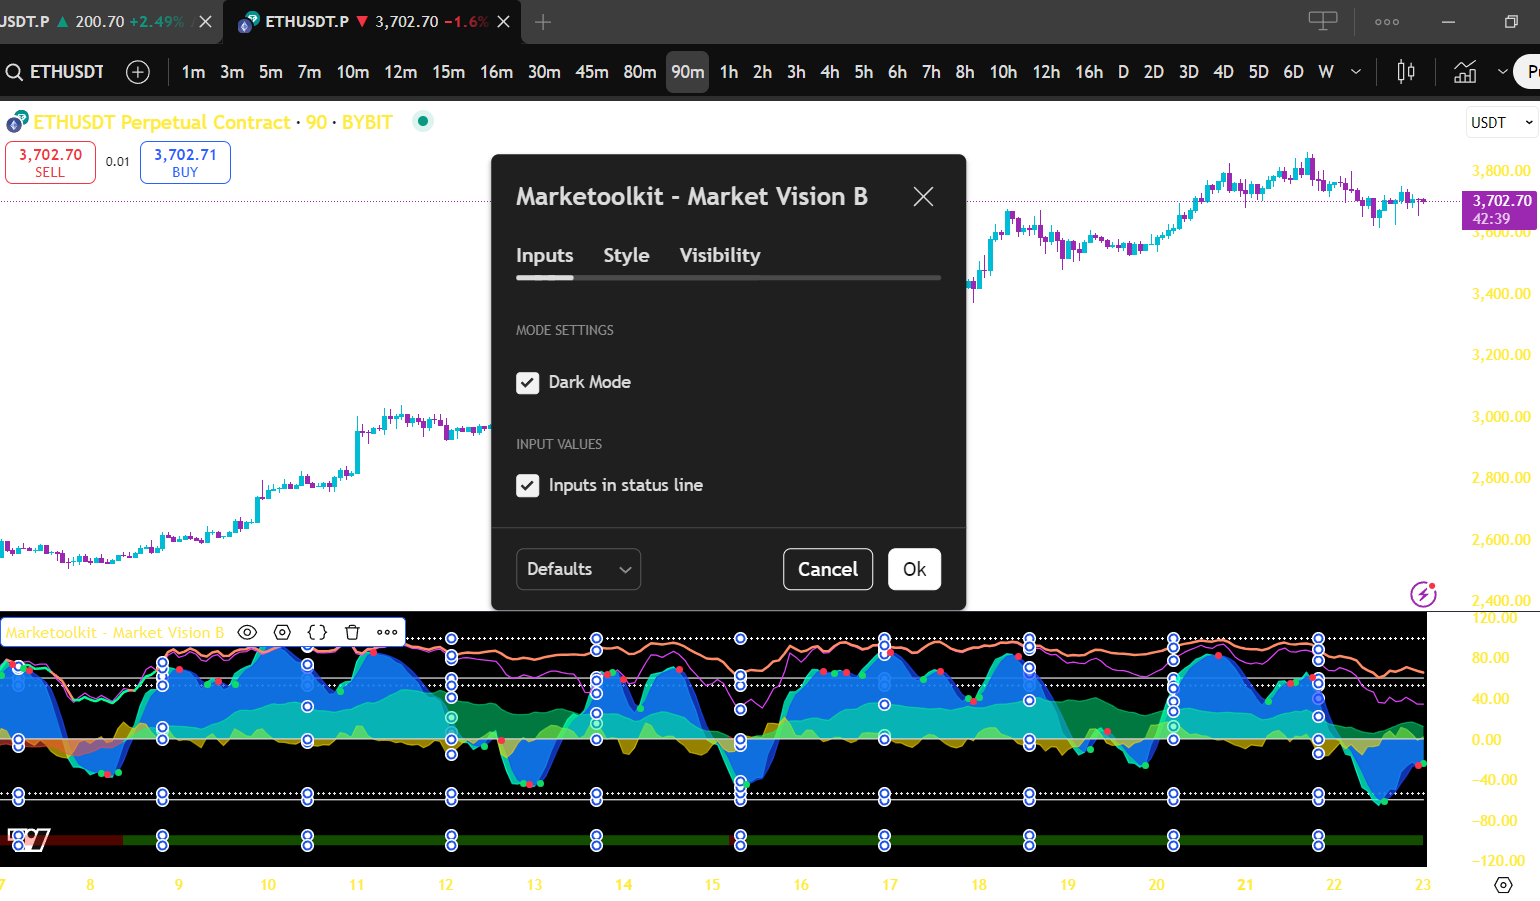 USDT.P ▲ 200.70 +2.49% / ETHUSDT.P ▼ 3,702.70 −1.6%
ETHUSDT 1m 3m 5m 7m 10m 12m 15m 16m 30m 45m 80m 90m 1h 2h 3h 4h 5h 6h 7h 8h 10h 12h 16h D 2D 3D 4D 5D 6D W
ETHUSDT Perpetual Contract · 90 · BYBIT
USDT
3,702.70
SELL
0.01
3,702.71
BUY
3,800.00
3,702.70
42:39
3,600.00
3,400.00
3,200.00
3,000.00
2,800.00
2,600.00
2,400.00
Marketoolkit - Market Vision B
Inputs Style Visibility
MODE SETTINGS
Dark Mode
INPUT VALUES
Inputs in status line
Defaults
Cancel
Ok
Marketoolkit - Market Vision B
120.00
80.00
40.00
0.00
−40.00
−80.00
−120.00
7 8 9 10 11 12 13 14 15 16 17 18 19 20 21 22 23